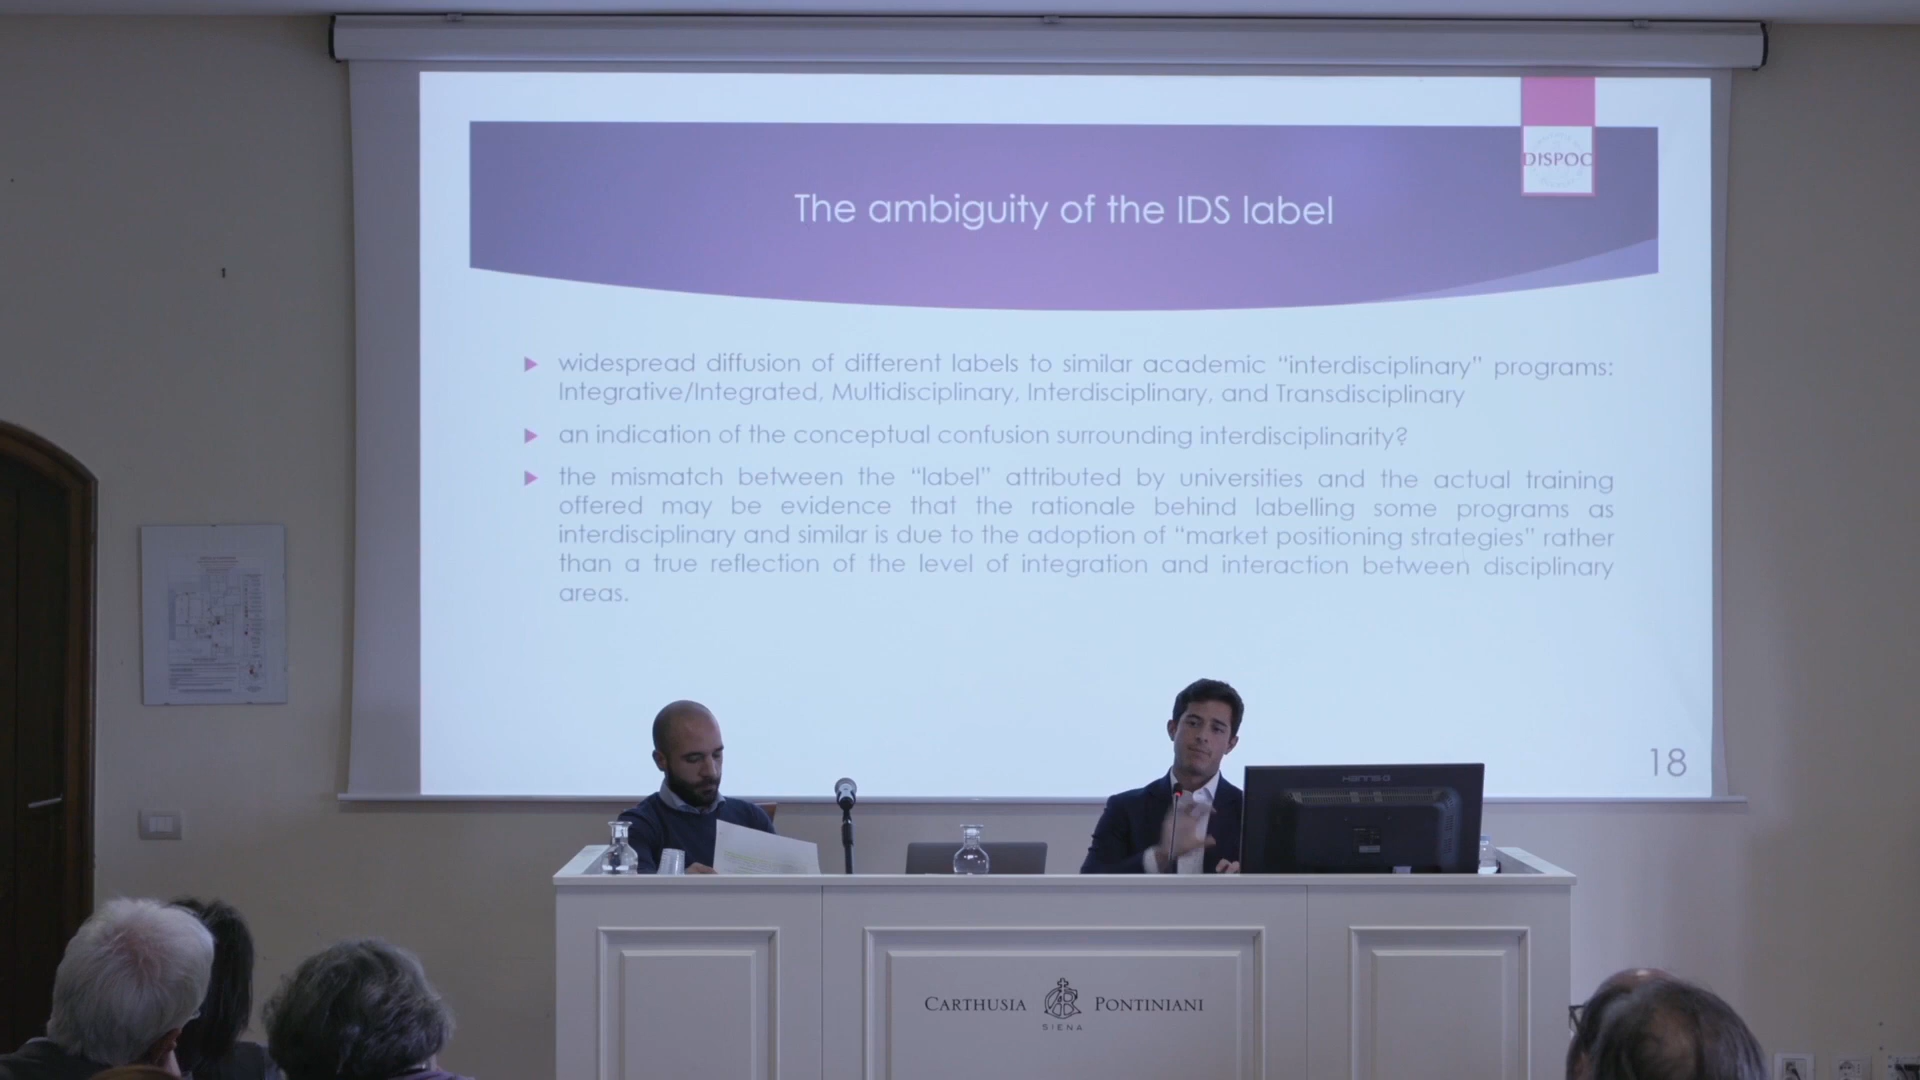 DISPOC
The ambiguity of the IDS label
widespread diffusion of different labels to similar academic “interdisciplinary” programs:
Integrative/Integrated, Multidisciplinary, Interdisciplinary, and Transdisciplinary
an indication of the conceptual confusion surrounding interdisciplinarity?
the mismatch between the “label” attributed by universities and the actual training
offered may be evidence that the rationale behind labelling some programs as
interdisciplinary and similar is due to the adoption of “market positioning strategies” rather
than a true reflection of the level of integration and interaction between disciplinary
areas.
18
CARTHUSIA PONTINIANI
SIENA